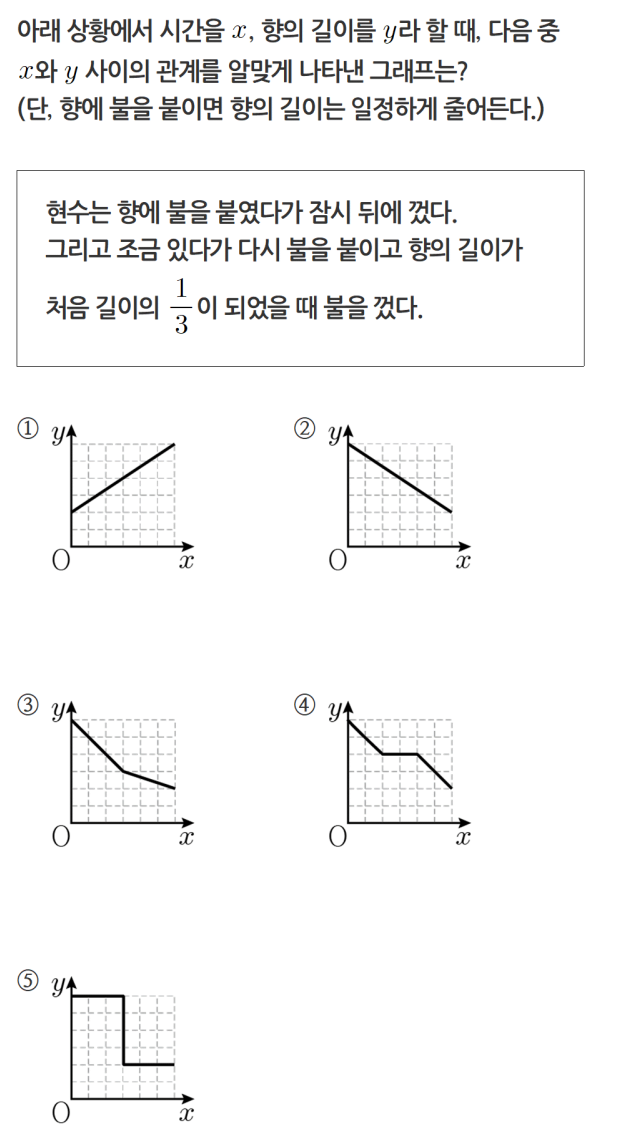 아래 상황에서 시간을 x, 향의 길이를 y라 할 때, 다음 중
x와 y 사이의 관계를 알맞게 나타낸 그래프는?
(단, 향에 불을 붙이면 향의 길이는 일정하게 줄어든다.)
현수는 향에 불을 붙였다가 잠시 뒤에 껐다.
그리고 조금 있다가 다시 불을 붙이고 향의 길이가
처음 길이의 1/3이 되었을 때 불을 껐다.
① y O x
② y O x
③ y O x
④ y O x
⑤ y O x